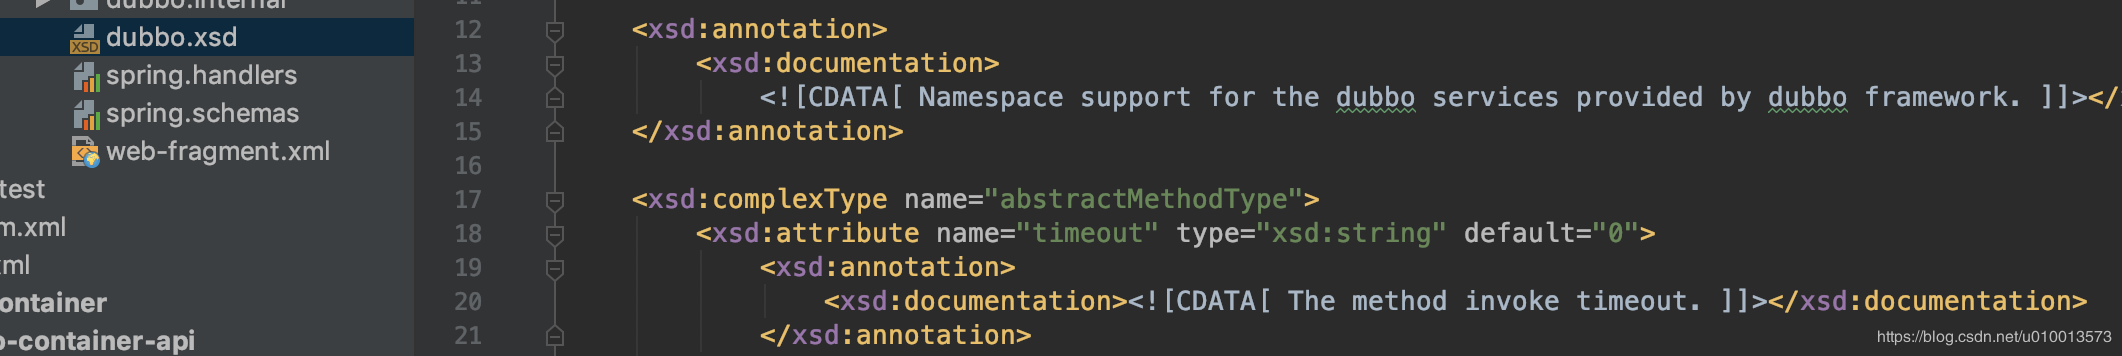 dubbo.internal
dubbo.xsd
XSD
spring.handlers
spring.schemas
web-fragment.xml
test
m.xml
ml
ontainer
o-container-api
11
12 <xsd:annotation>
13 <xsd:documentation>
14 <![CDATA[ Namespace support for the dubbo services provided by dubbo framework. ]]></
15 </xsd:annotation>
16
17 <xsd:complexType name="abstractMethodType">
18 <xsd:attribute name="timeout" type="xsd:string" default="0">
19 <xsd:annotation>
20 <xsd:documentation><![CDATA[ The method invoke timeout. ]]></xsd:documentation>
21 </xsd:annotation>
https://blog.csdn.net/u010013573